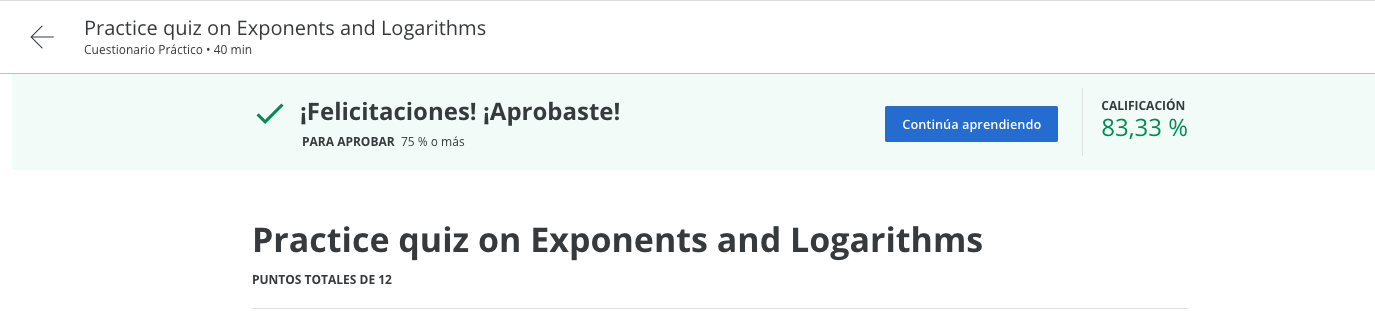 Practice quiz on Exponents and Logarithms
Cuestionario Práctico • 40 min
¡Felicitaciones! ¡Aprobaste!
PARA APROBAR 75 % o más
Continúa aprendiendo
CALIFICACIÓN
83,33 %
Practice quiz on Exponents and Logarithms
PUNTOS TOTALES DE 12